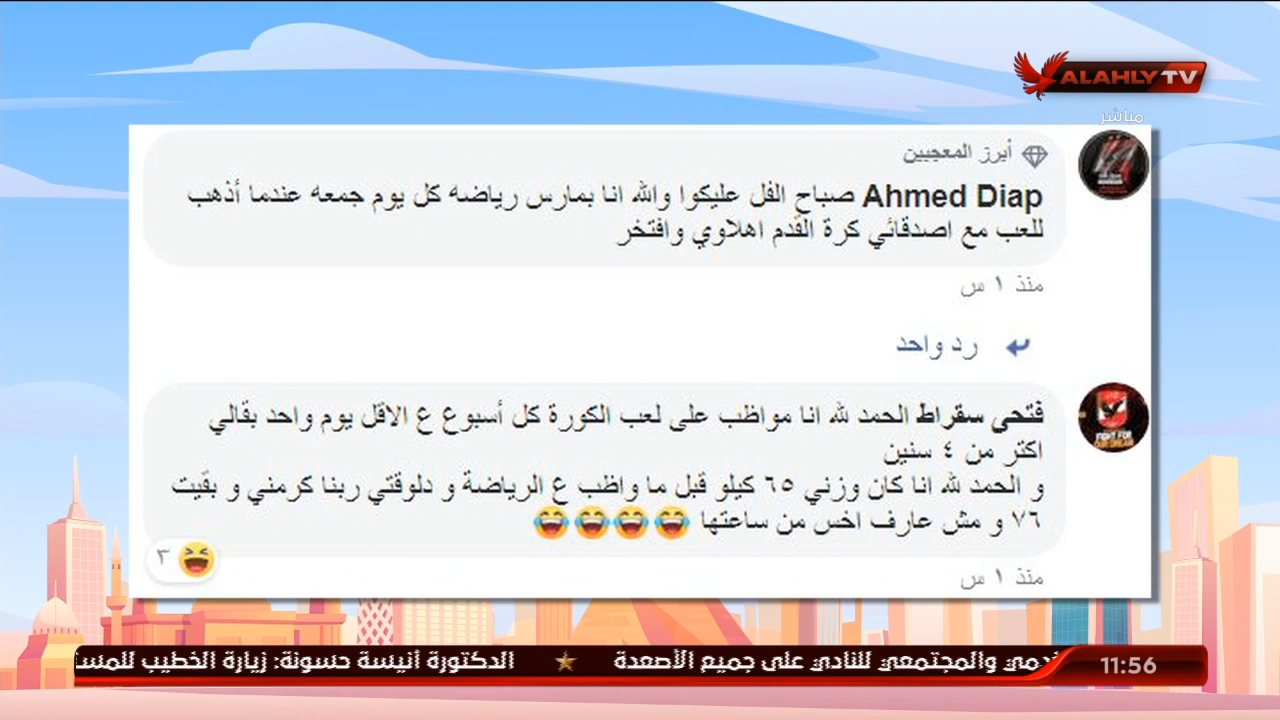 ALAHLY TV
مباشر
أبرز المعجبين
Ahmed Diap صباح الفل عليكوا والله انا بمارس رياضه كل يوم جمعه عندما أذهب
للعب مع اصدقائي كرة القدم اهلاوي وافتخر
منذ ١ س
رد واحد
فتحى سقراط الحمد لله انا مواظب على لعب الكورة كل أسبوع ع الاقل يوم واحد بقالي
اكتر من ٤ سنين
و الحمد لله انا كان وزني ٦٥ كيلو قبل ما واظب ع الرياضة و دلوقتي ربنا كرمني و بقيت
٧٦ و مش عارف اخس من ساعتها 😂😂😂😂
٣
منذ ١ س
والمجتمعي للنادي على جميع الأصعدة ★ الدكتورة أنيسة حسونة: زيارة الخطيب
11:56